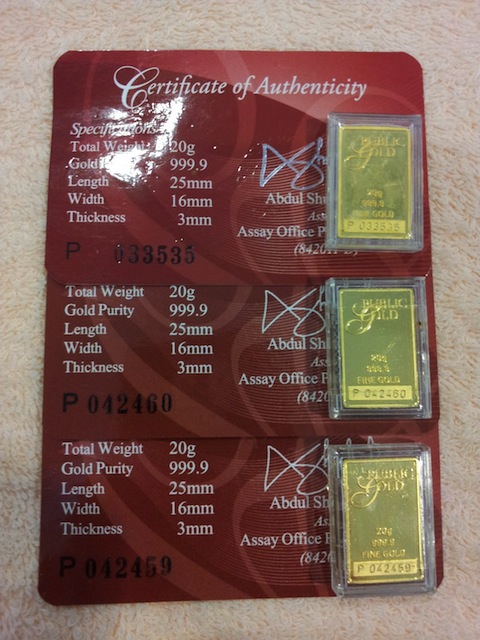 Certificate of Authenticity
Specifications
Total Weight 20g
Gold 999.9
Length 25mm
Width 16mm
Thickness 3mm
Abdul
Assay Office
P 033535
PUBLIC
GOLD
20g
999.9
FINE GOLD
P 033535
Total Weight 20g
Gold Purity 999.9
Length 25mm
Width 16mm
Thickness 3mm
Abdul
Assay Office
P 042460
PUBLIC
GOLD
20g
999.9
FINE GOLD
P 042460
Total Weight 20g
Gold Purity 999.9
Length 25mm
Width 16mm
Thickness 3mm
Abdul
Assay Office
P 042459
PUBLIC
GOLD
20g
999.9
FINE GOLD
P 042459